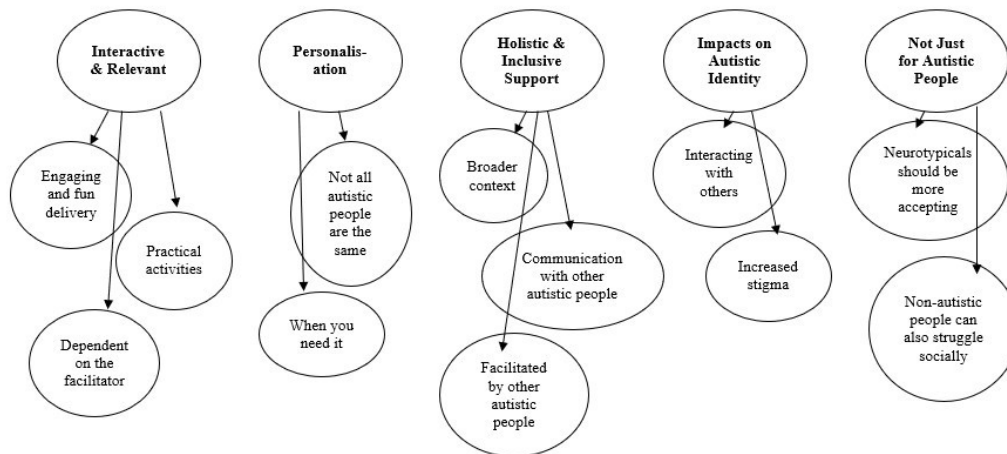 Interactive
& Relevant
Personalis-
ation
Holistic &
Inclusive
Support
Impacts on
Autistic
Identity
Not Just
for Autistic
People
Engaging
and fun
delivery
Practical
activities
Dependent
on the
facilitator
Not all
autistic
people
are the
same
When you
need it
Broader
context
Communication
with other
autistic people
Facilitated
by other
autistic
people
Interacting
with
others
Increased
stigma
Neurotypicals
should be
more
accepting
Non-autistic
people can
also struggle
socially